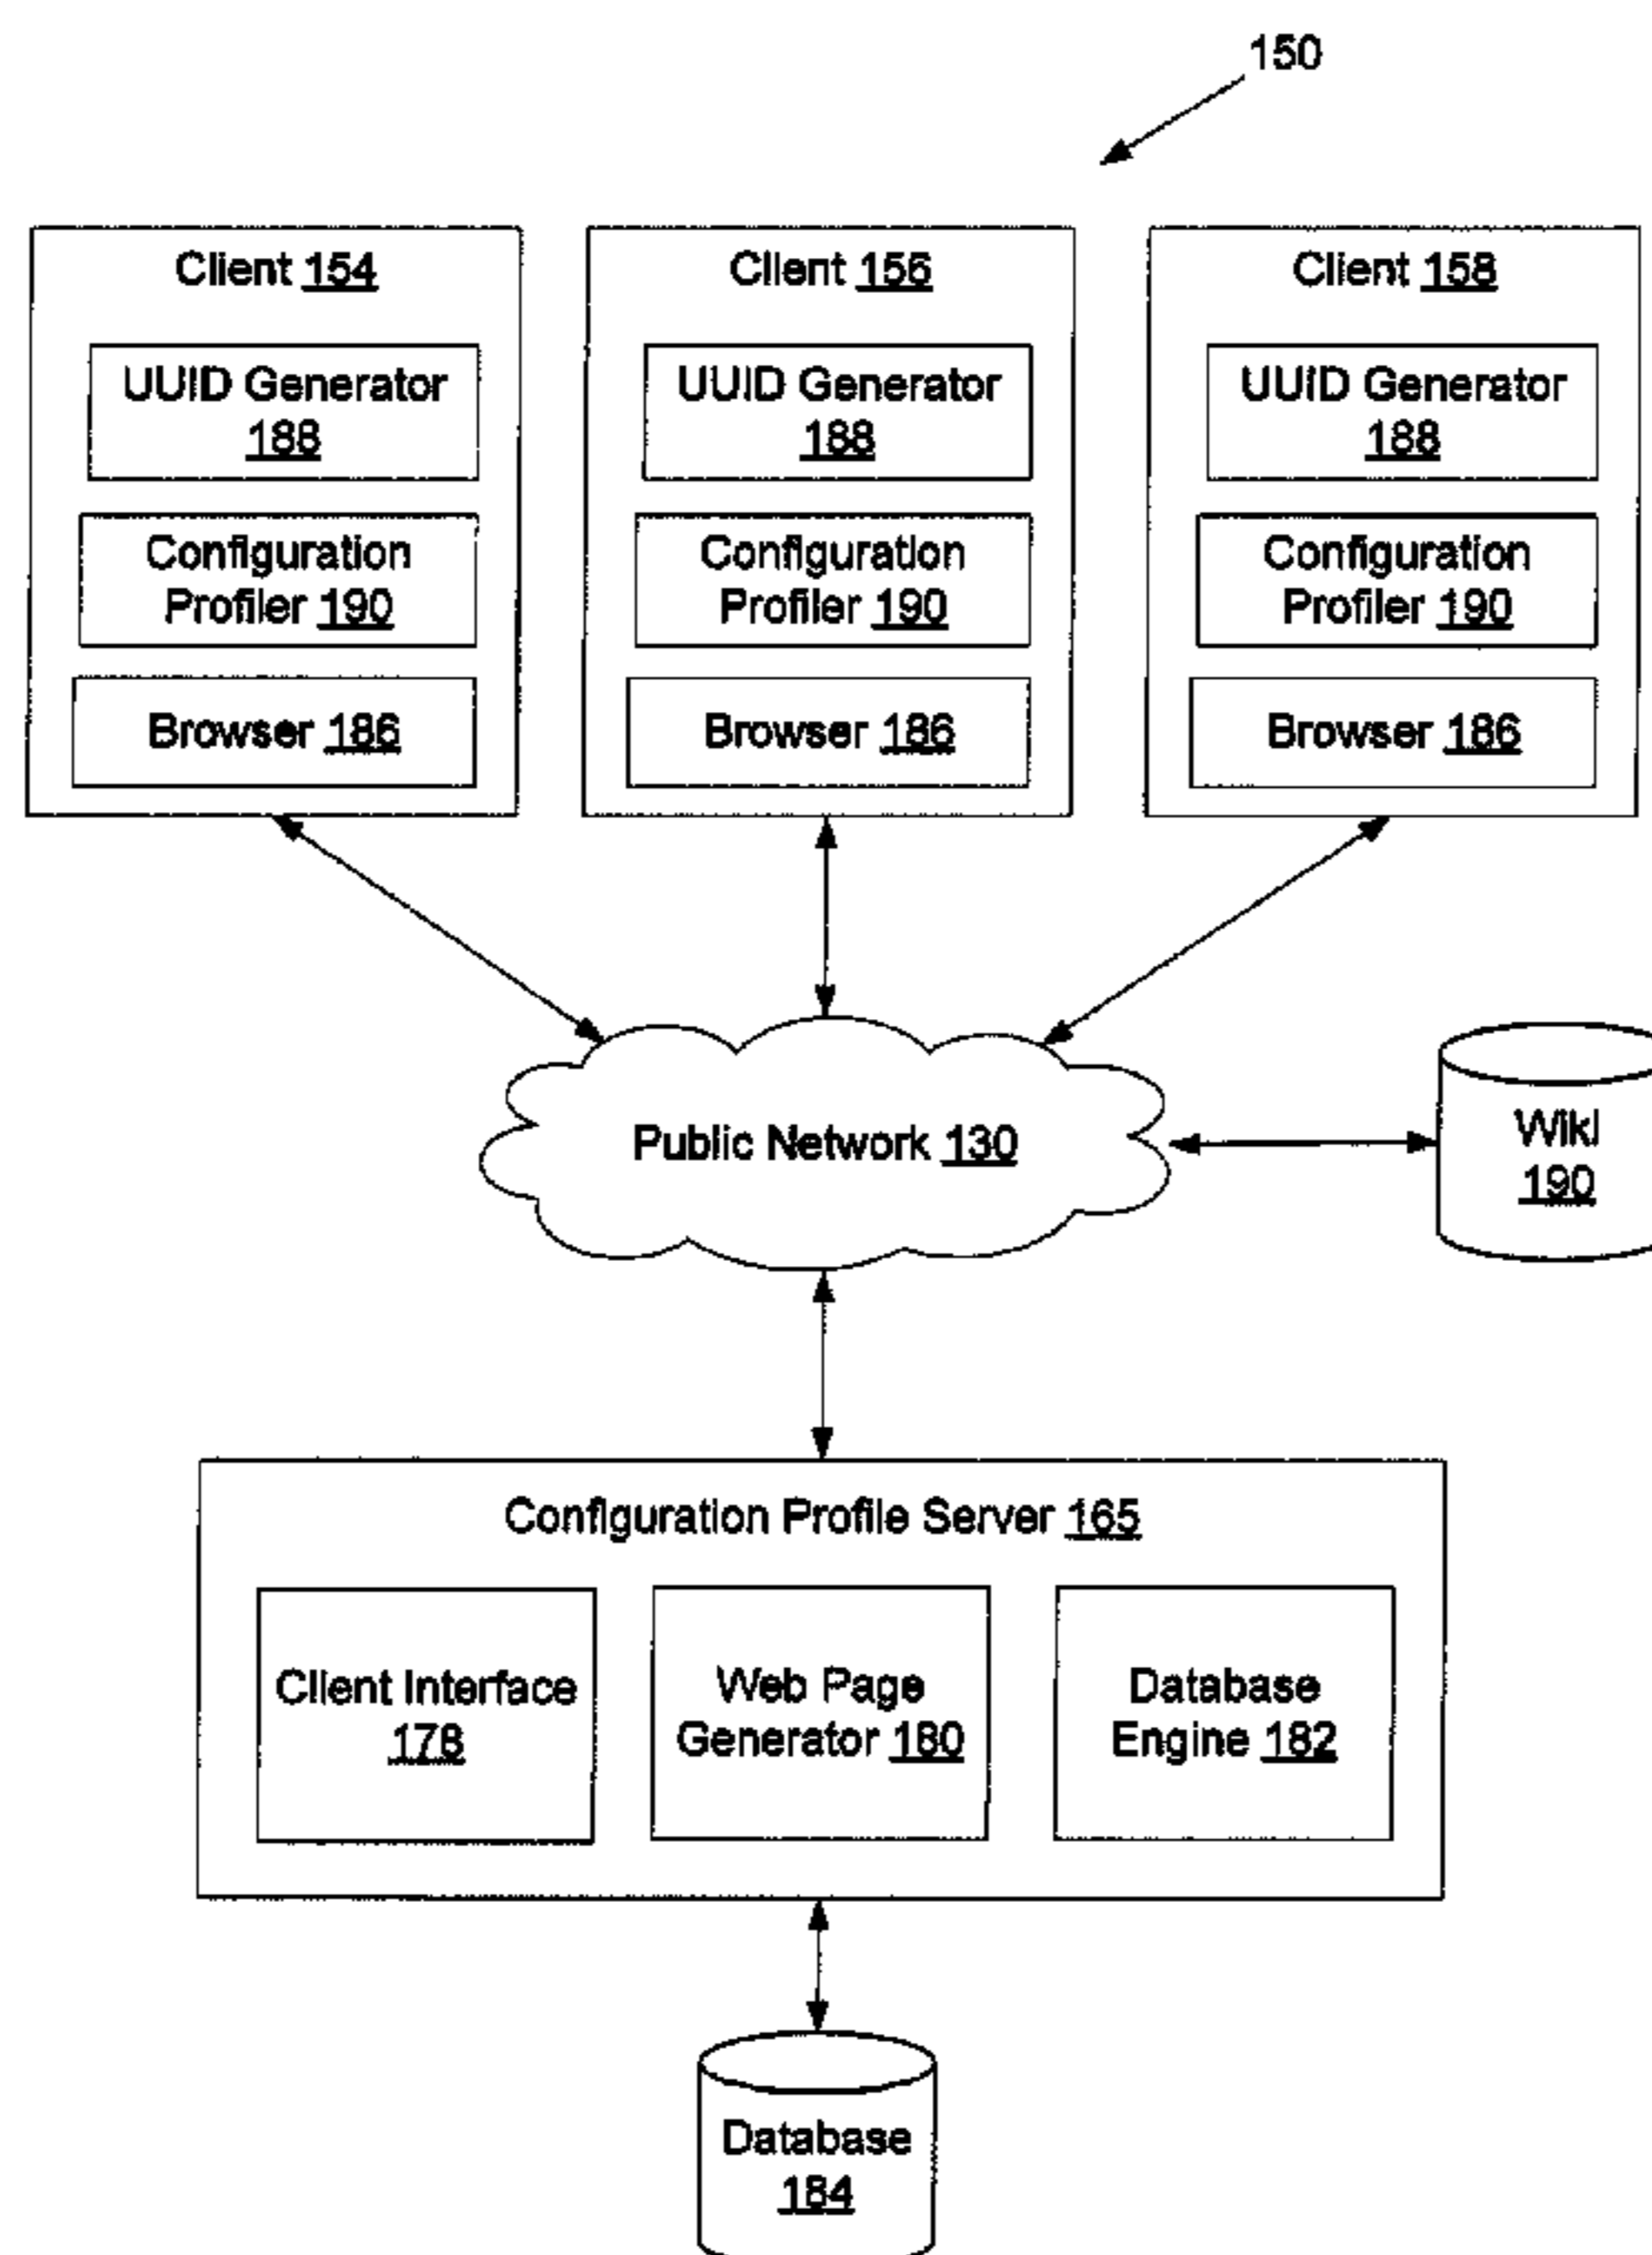 150
Client 154
UUID Generator
188
Configuration
Profiler 190
Browser 186
Client 156
UUID Generator
188
Configuration
Profiler 190
Browser 186
Client 158
UUID Generator
188
Configuration
Profiler 190
Browser 186
Public Network 130
Wiki
190
Configuration Profile Server 165
Client Interface
178
Web Page
Generator 180
Database
Engine 182
Database
184